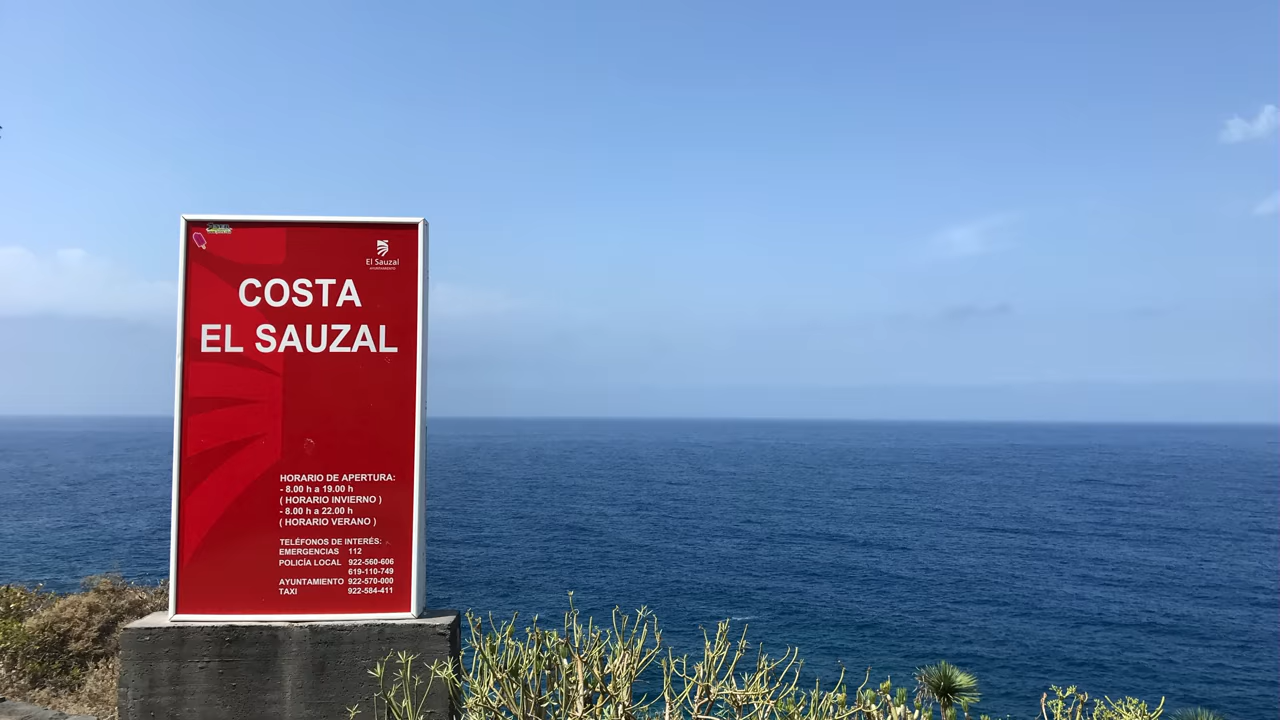 El Sauzal
AYUNTAMIENTO
COSTA
EL SAUZAL
HORARIO DE APERTURA:
- 8.00 h a 19.00 h
( HORARIO INVIERNO )
- 8.00 h a 22.00 h
( HORARIO VERANO )
TELÉFONOS DE INTERÉS:
EMERGENCIAS 112
POLICÍA LOCAL 922-560-606
619-110-749
AYUNTAMIENTO 922-570-000
TAXI 922-584-411